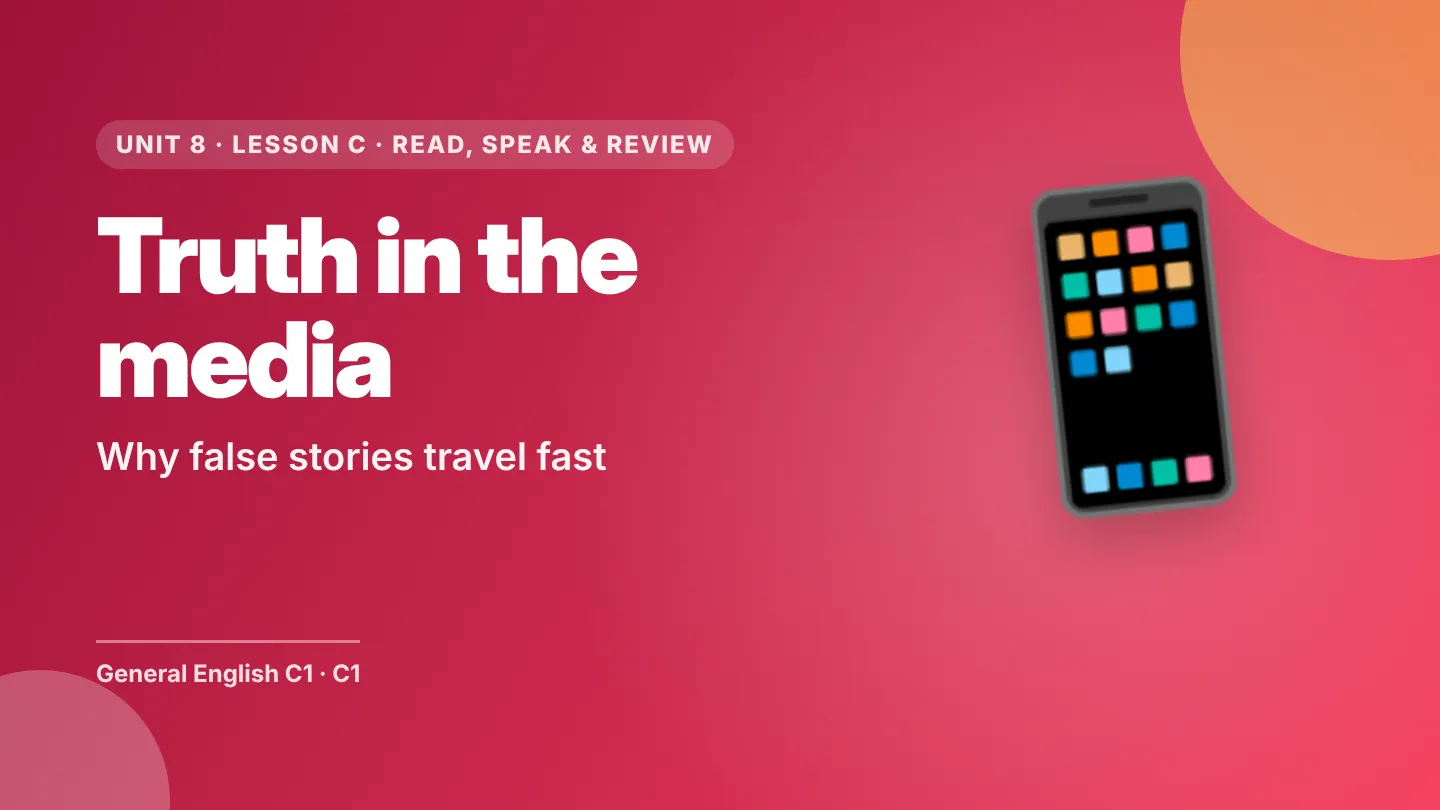 UNIT 8 · LESSON C · READ, SPEAK & REVIEW
Truth in the
media
Why false stories travel fast
General English C1 · C1